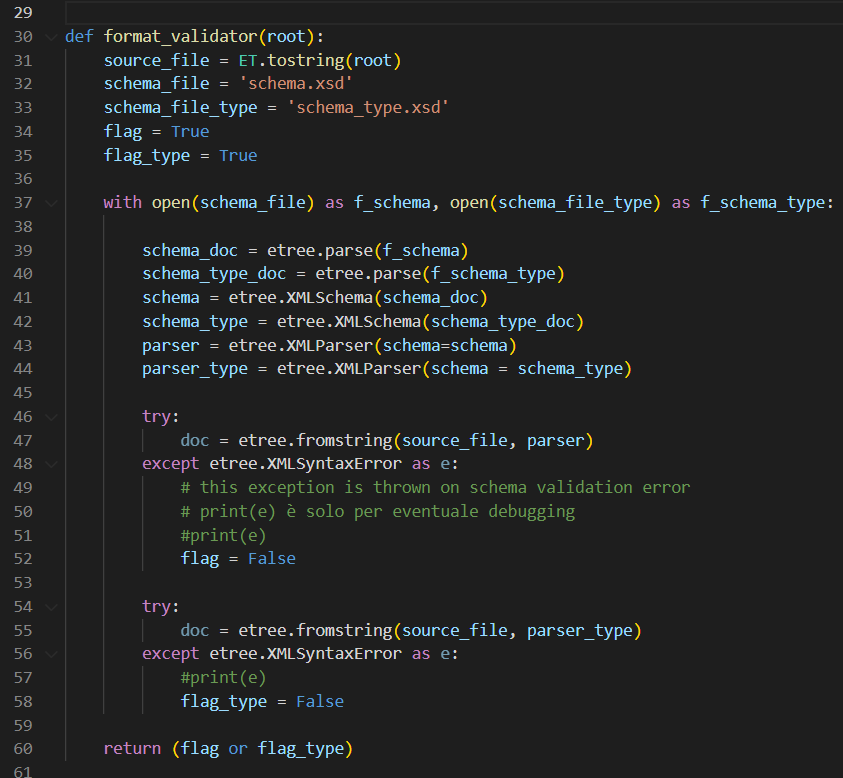 29
30 def format_validator(root):
31 source_file = ET.tostring(root)
32 schema_file = 'schema.xsd'
33 schema_file_type = 'schema_type.xsd'
34 flag = True
35 flag_type = True
36
37 with open(schema_file) as f_schema, open(schema_file_type) as f_schema_type:
38
39 schema_doc = etree.parse(f_schema)
40 schema_type_doc = etree.parse(f_schema_type)
41 schema = etree.XMLSchema(schema_doc)
42 schema_type = etree.XMLSchema(schema_type_doc)
43 parser = etree.XMLParser(schema=schema)
44 parser_type = etree.XMLParser(schema = schema_type)
45
46 try:
47 doc = etree.fromstring(source_file, parser)
48 except etree.XMLSyntaxError as e:
49 # this exception is thrown on schema validation error
50 # print(e) è solo per eventuale debugging
51 #print(e)
52 flag = False
53
54 try:
55 doc = etree.fromstring(source_file, parser_type)
56 except etree.XMLSyntaxError as e:
57 #print(e)
58 flag_type = False
59
60 return (flag or flag_type)
61